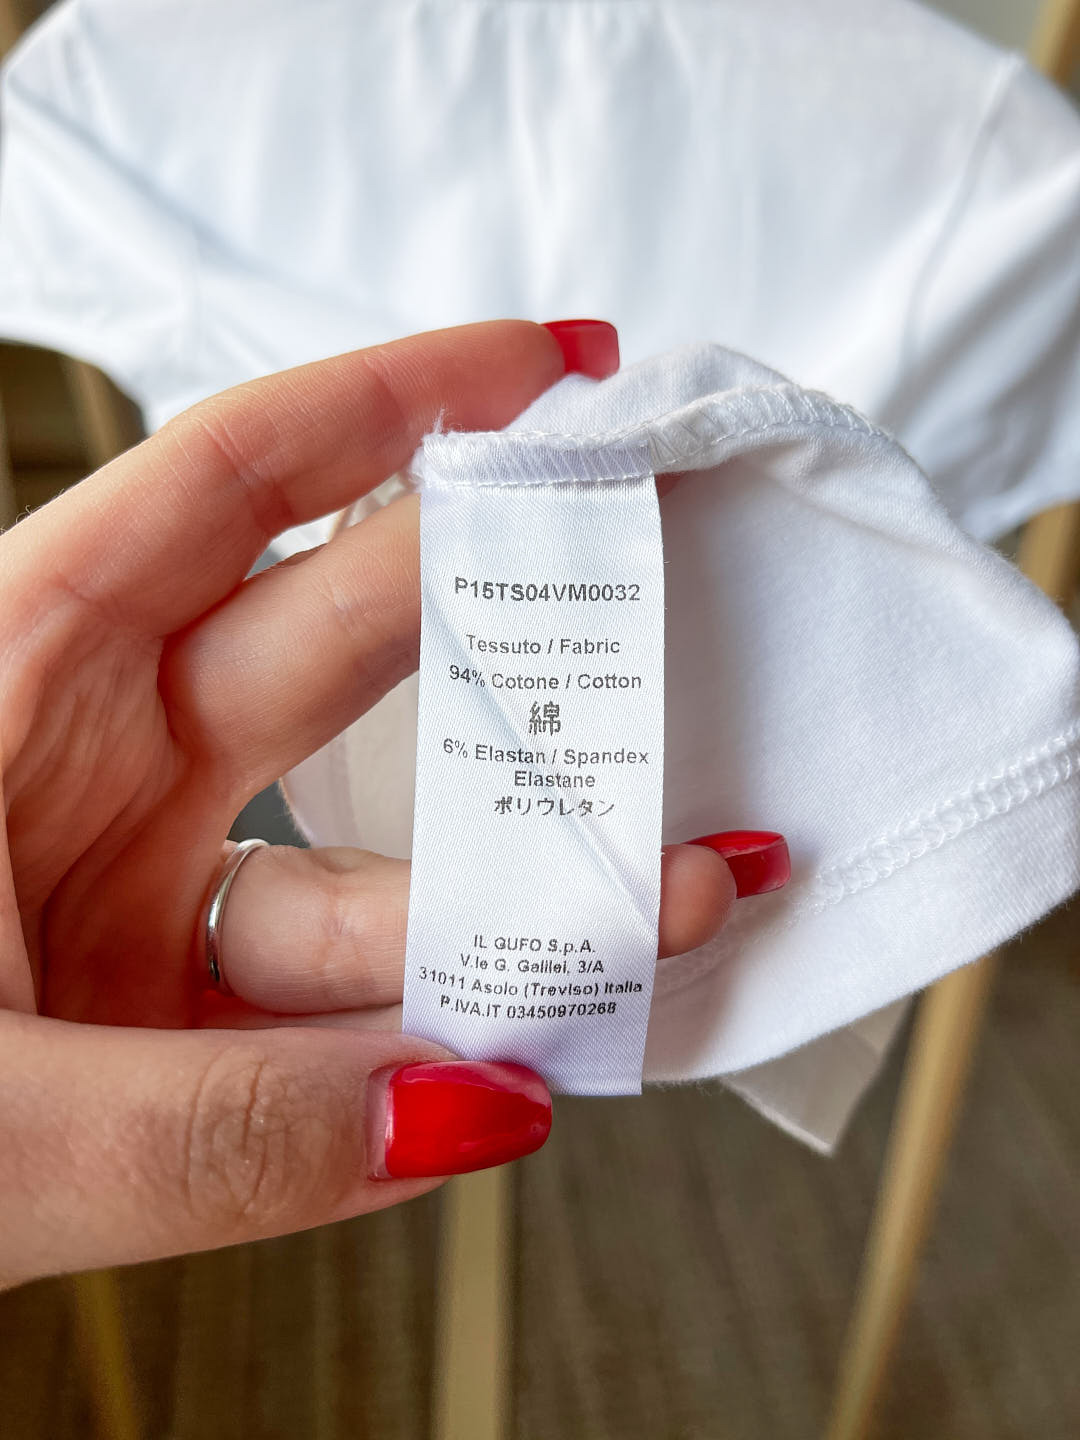 P15TS04VM0032
Tessuto / Fabric
94% Cotone / Cotton
綿
6% Elastan / Spandex
Elastane
ポリウレタン
IL GUFO S.p.A.
V.le G. Galilei, 3/A
31011 Asolo (Treviso) Italia
P.IVA.IT 03450970268